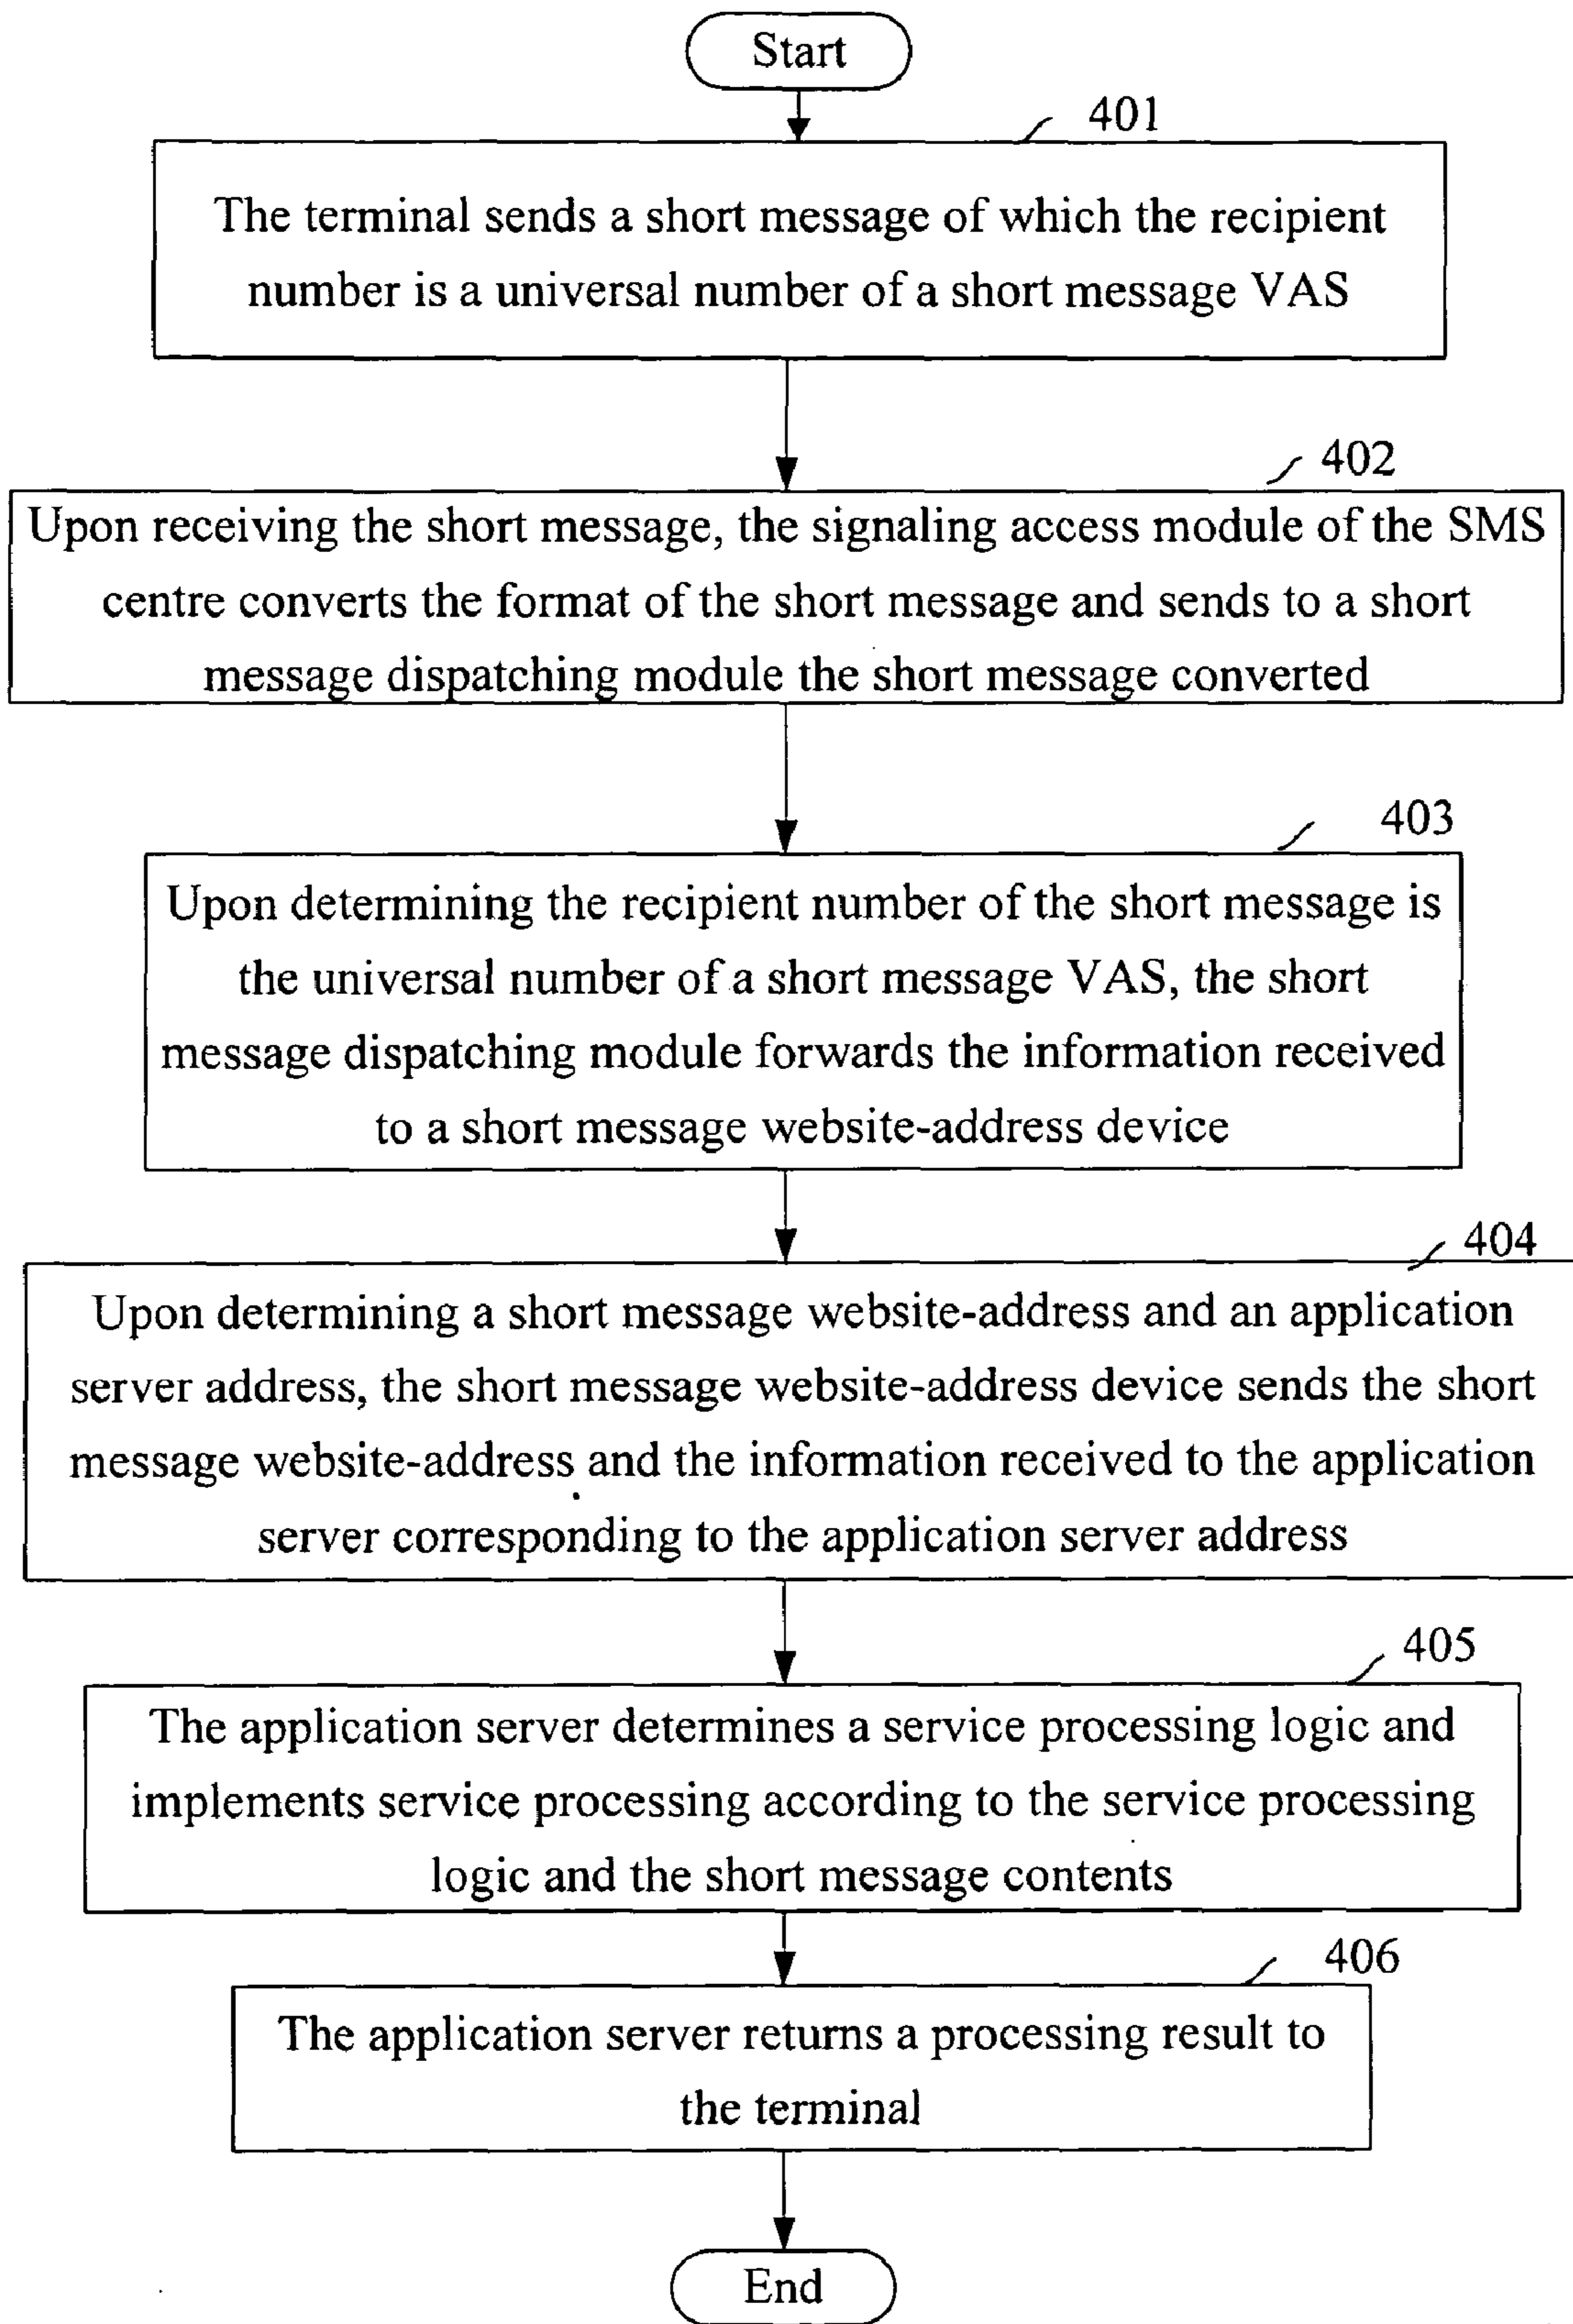 Start
401
The terminal sends a short message of which the recipient
number is a universal number of a short message VAS
402
Upon receiving the short message, the signaling access module of the SMS
centre converts the format of the short message and sends to a short
message dispatching module the short message converted
403
Upon determining the recipient number of the short message is
the universal number of a short message VAS, the short
message dispatching module forwards the information received
to a short message website-address device
404
Upon determining a short message website-address and an application
server address, the short message website-address device sends the short
message website-address and the information received to the application
server corresponding to the application server address
405
The application server determines a service processing logic and
implements service processing according to the service processing
logic and the short message contents
406
The application server returns a processing result to
the terminal
End